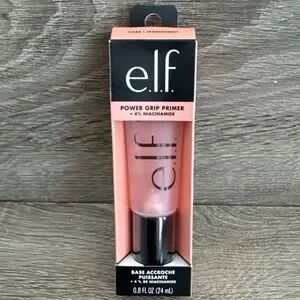 CLEAR | TRANSPARENT
e.l.f.
POWER GRIP PRIMER
+ 4% NIACINAMIDE
e.l.f.
BASE ACCROCHE
PUISSANTE
+ 4 % DE NIACINAMIDE
0.8 FL OZ (24 mL)